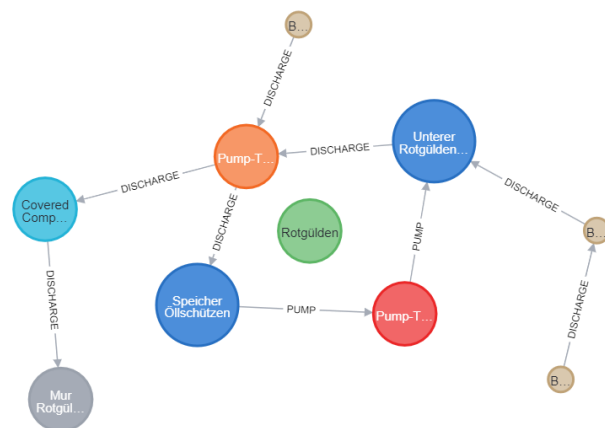 B…
DISCHARGE
Unterer
Rotgülden…
DISCHARGE
Pump-T…
DISCHARGE
DISCHARGE
Covered
Comp…
DISCHARGE
PUMP
B…
Rotgülden
DISCHARGE
Speicher
Öllschützen
PUMP
Pump-T…
DISCHARGE
B…
Mur
Rotgül…